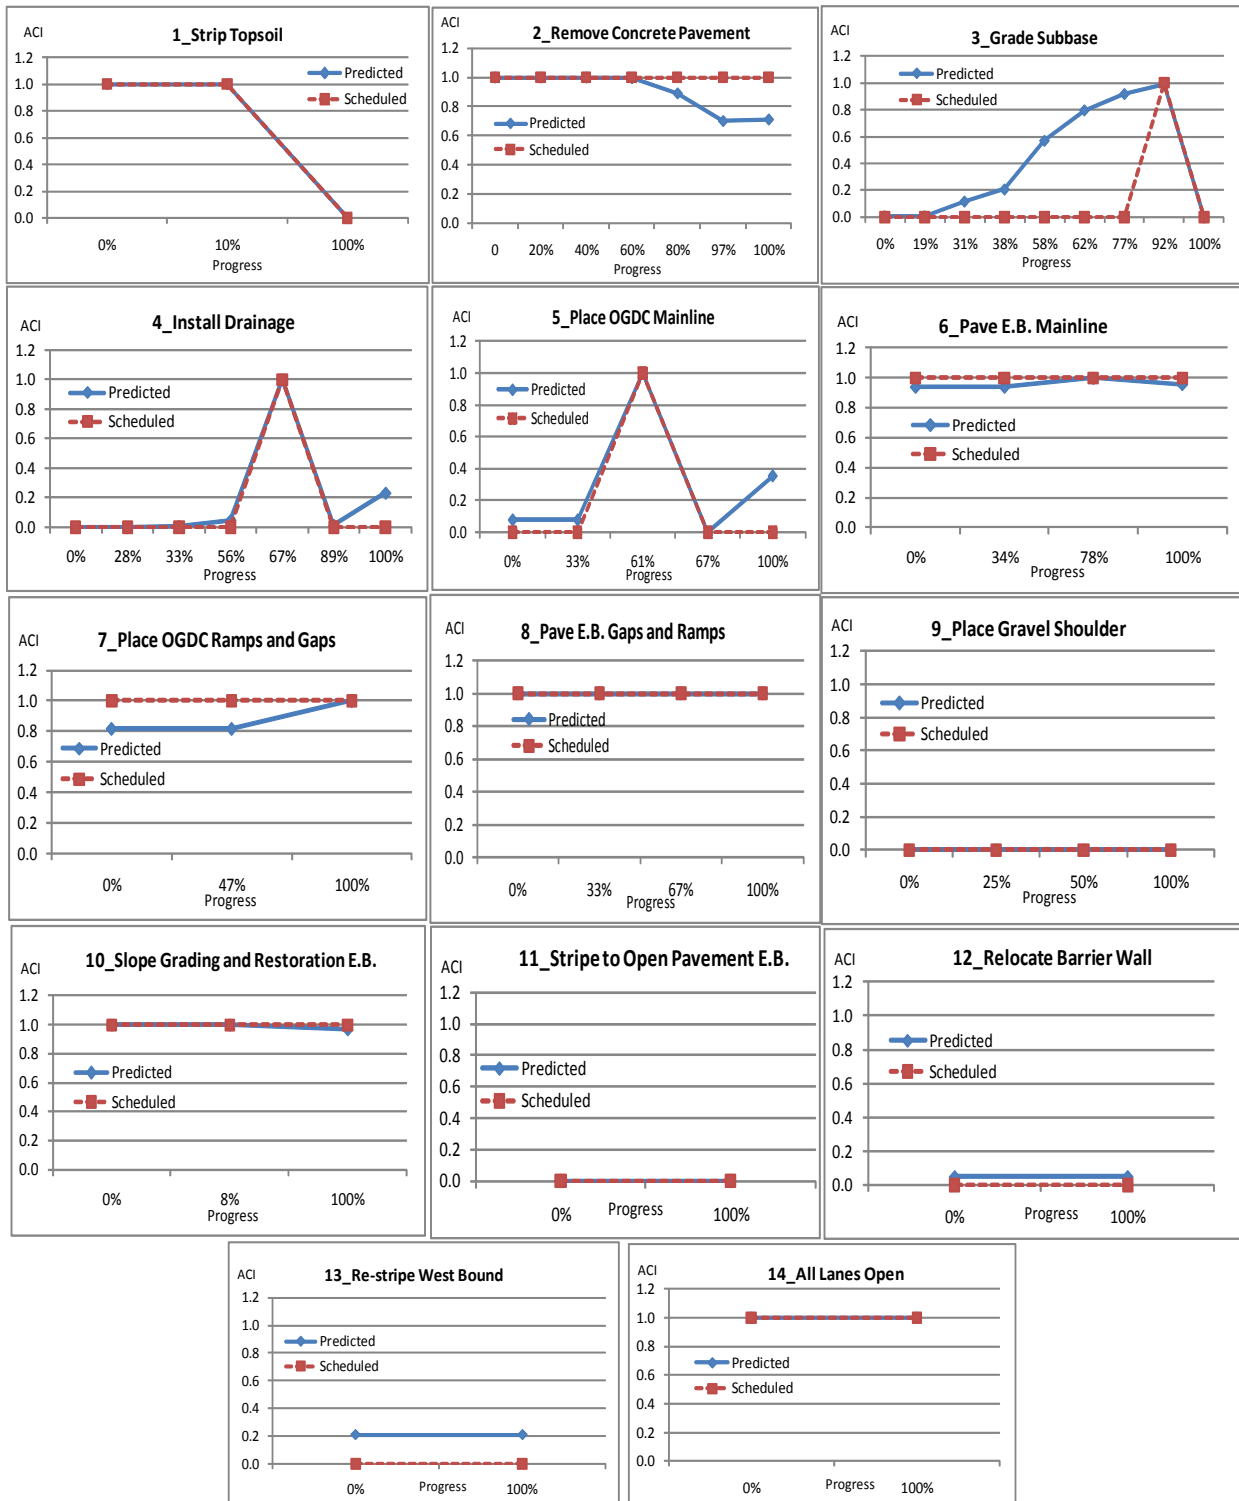 ACI
1_Strip Topsoil
1.2
1.0
0.8
0.6
0.4
0.2
0.0
Predicted
Scheduled
0% 10% 100%
Progress
ACI
2_Remove Concrete Pavement
1.2
1.0
0.8
0.6
0.4
0.2
0.0
Predicted
Scheduled
0 20% 40% 60% 80% 97% 100%
Progress
ACI
3_Grade Subbase
1.2
1.0
0.8
0.6
0.4
0.2
0.0
Predicted
Scheduled
0% 19% 31% 38% 58% 62% 77% 92% 100%
Progress
ACI
4_Install Drainage
1.2
1.0
0.8
0.6
0.4
0.2
0.0
Predicted
Scheduled
0% 28% 33% 56% 67% 89% 100%
Progress
ACI
5_Place OGDC Mainline
1.2
1.0
0.8
0.6
0.4
0.2
0.0
Predicted
Scheduled
0% 33% 61% 67% 100%
Progress
ACI
6_Pave E.B. Mainline
1.2
1.0
0.8
0.6
0.4
0.2
0.0
Predicted
Scheduled
0% 34% 78% 100%
Progress
ACI
7_Place OGDC Ramps and Gaps
1.2
1.0
0.8
0.6
0.4
0.2
0.0
Predicted
Scheduled
0% 47% 100%
Progress
ACI
8_Pave E.B. Gaps and Ramps
1.2
1.0
0.8
0.6
0.4
0.2
0.0
Predicted
Scheduled
0% 33% 67% 100%
Progress
ACI
9_Place Gravel Shoulder
1.2
1.0
0.8
0.6
0.4
0.2
0.0
Predicted
Scheduled
0% 25% 50% 100%
Progress
ACI
10_Slope Grading and Restoration E.B.
1.2
1.0
0.8
0.6
0.4
0.2
0.0
Predicted
Scheduled
0% 8% 100%
Progress
ACI
11_Stripe to Open Pavement E.B.
1.2
1.0
0.8
0.6
0.4
0.2
0.0
Predicted
Scheduled
0% Progress 100%
ACI
12_Relocate Barrier Wall
1.2
1.0
0.8
0.6
0.4
0.2
0.0
Predicted
Scheduled
0% Progress 100%
ACI
13_Re-stripe West Bound
1.2
1.0
0.8
0.6
0.4
0.2
0.0
Predicted
Scheduled
0% Progress 100%
ACI
14_All Lanes Open
1.2
1.0
0.8
0.6
0.4
0.2
0.0
Predicted
Scheduled
0% Progress 100%